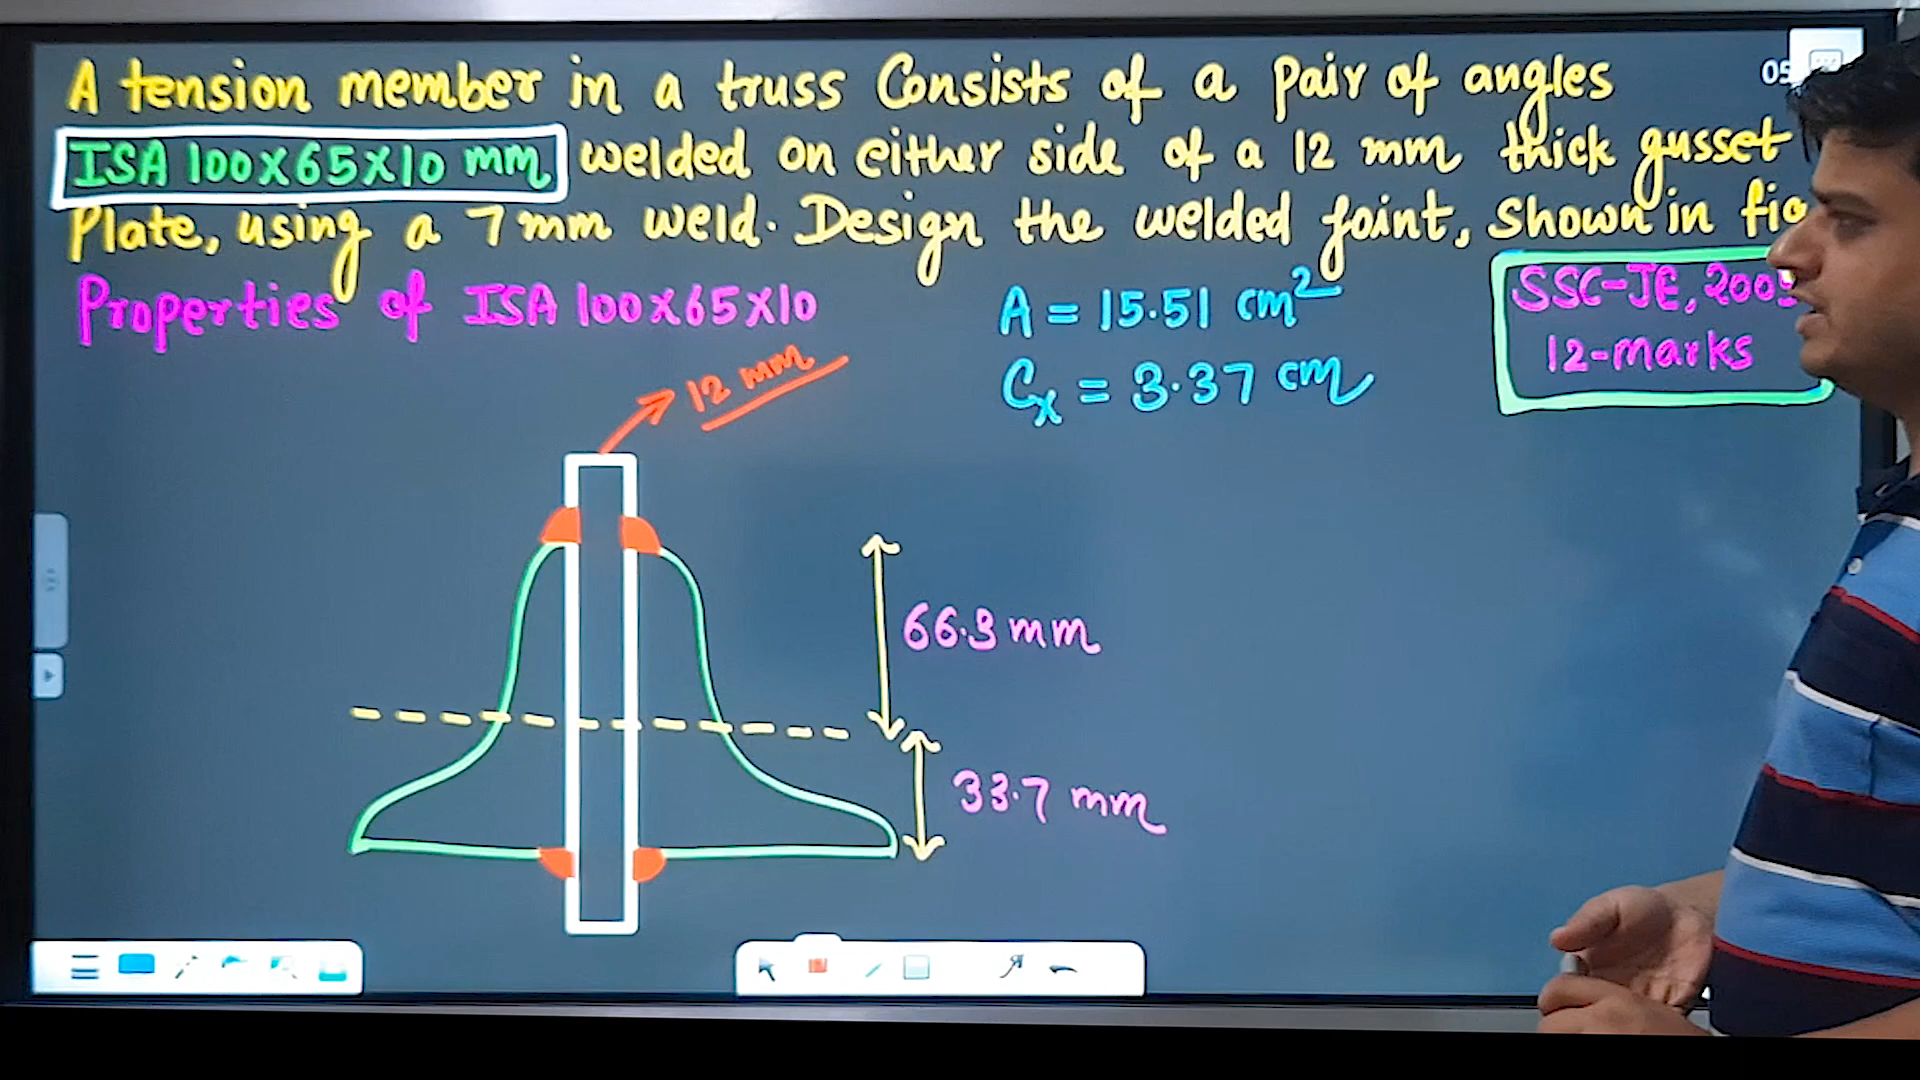 A tension member in a truss Consists of a pair of angles
ISA 100X65X10 mm welded on either side of a 12 mm thick gusset
Plate, using a 7 mm weld. Design the welded joint, shown in
Properties of ISA 100X65X10
A = 15.51 cm²
Cx = 3.37 cm
SSC-JE,
12-marks
12 mm
66.3 mm
33.7 mm